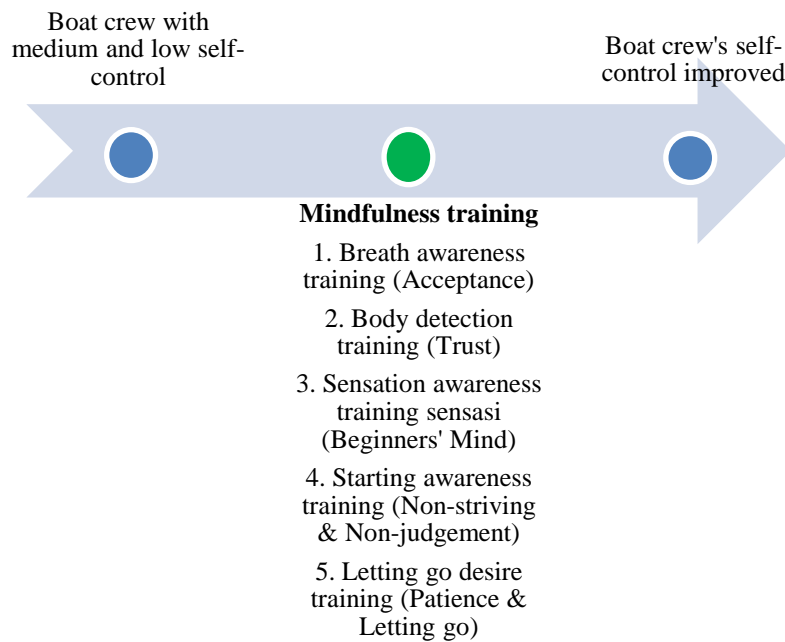 Boat crew with
medium and low self-
control
Boat crew's self-
control improved
Mindfulness training
1. Breath awareness
training (Acceptance)
2. Body detection
training (Trust)
3. Sensation awareness
training sensasi
(Beginners' Mind)
4. Starting awareness
training (Non-striving
& Non-judgement)
5. Letting go desire
training (Patience &
Letting go)